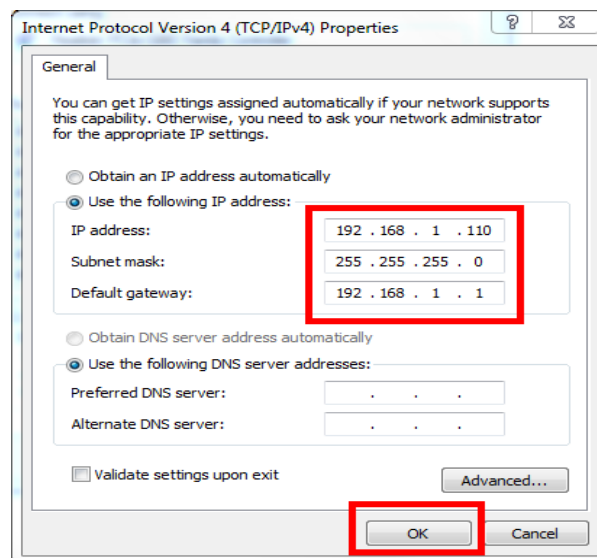 Internet Protocol Version 4 (TCP/IPv4) Properties
General
You can get IP settings assigned automatically if your network supports
this capability. Otherwise, you need to ask your network administrator
for the appropriate IP settings.
Obtain an IP address automatically
Use the following IP address:
IP address: 192 . 168 . 1 . 110
Subnet mask: 255 . 255 . 255 . 0
Default gateway: 192 . 168 . 1 . 1
Obtain DNS server address automatically
Use the following DNS server addresses:
Preferred DNS server: . . .
Alternate DNS server: . . .
Validate settings upon exit
Advanced...
OK Cancel